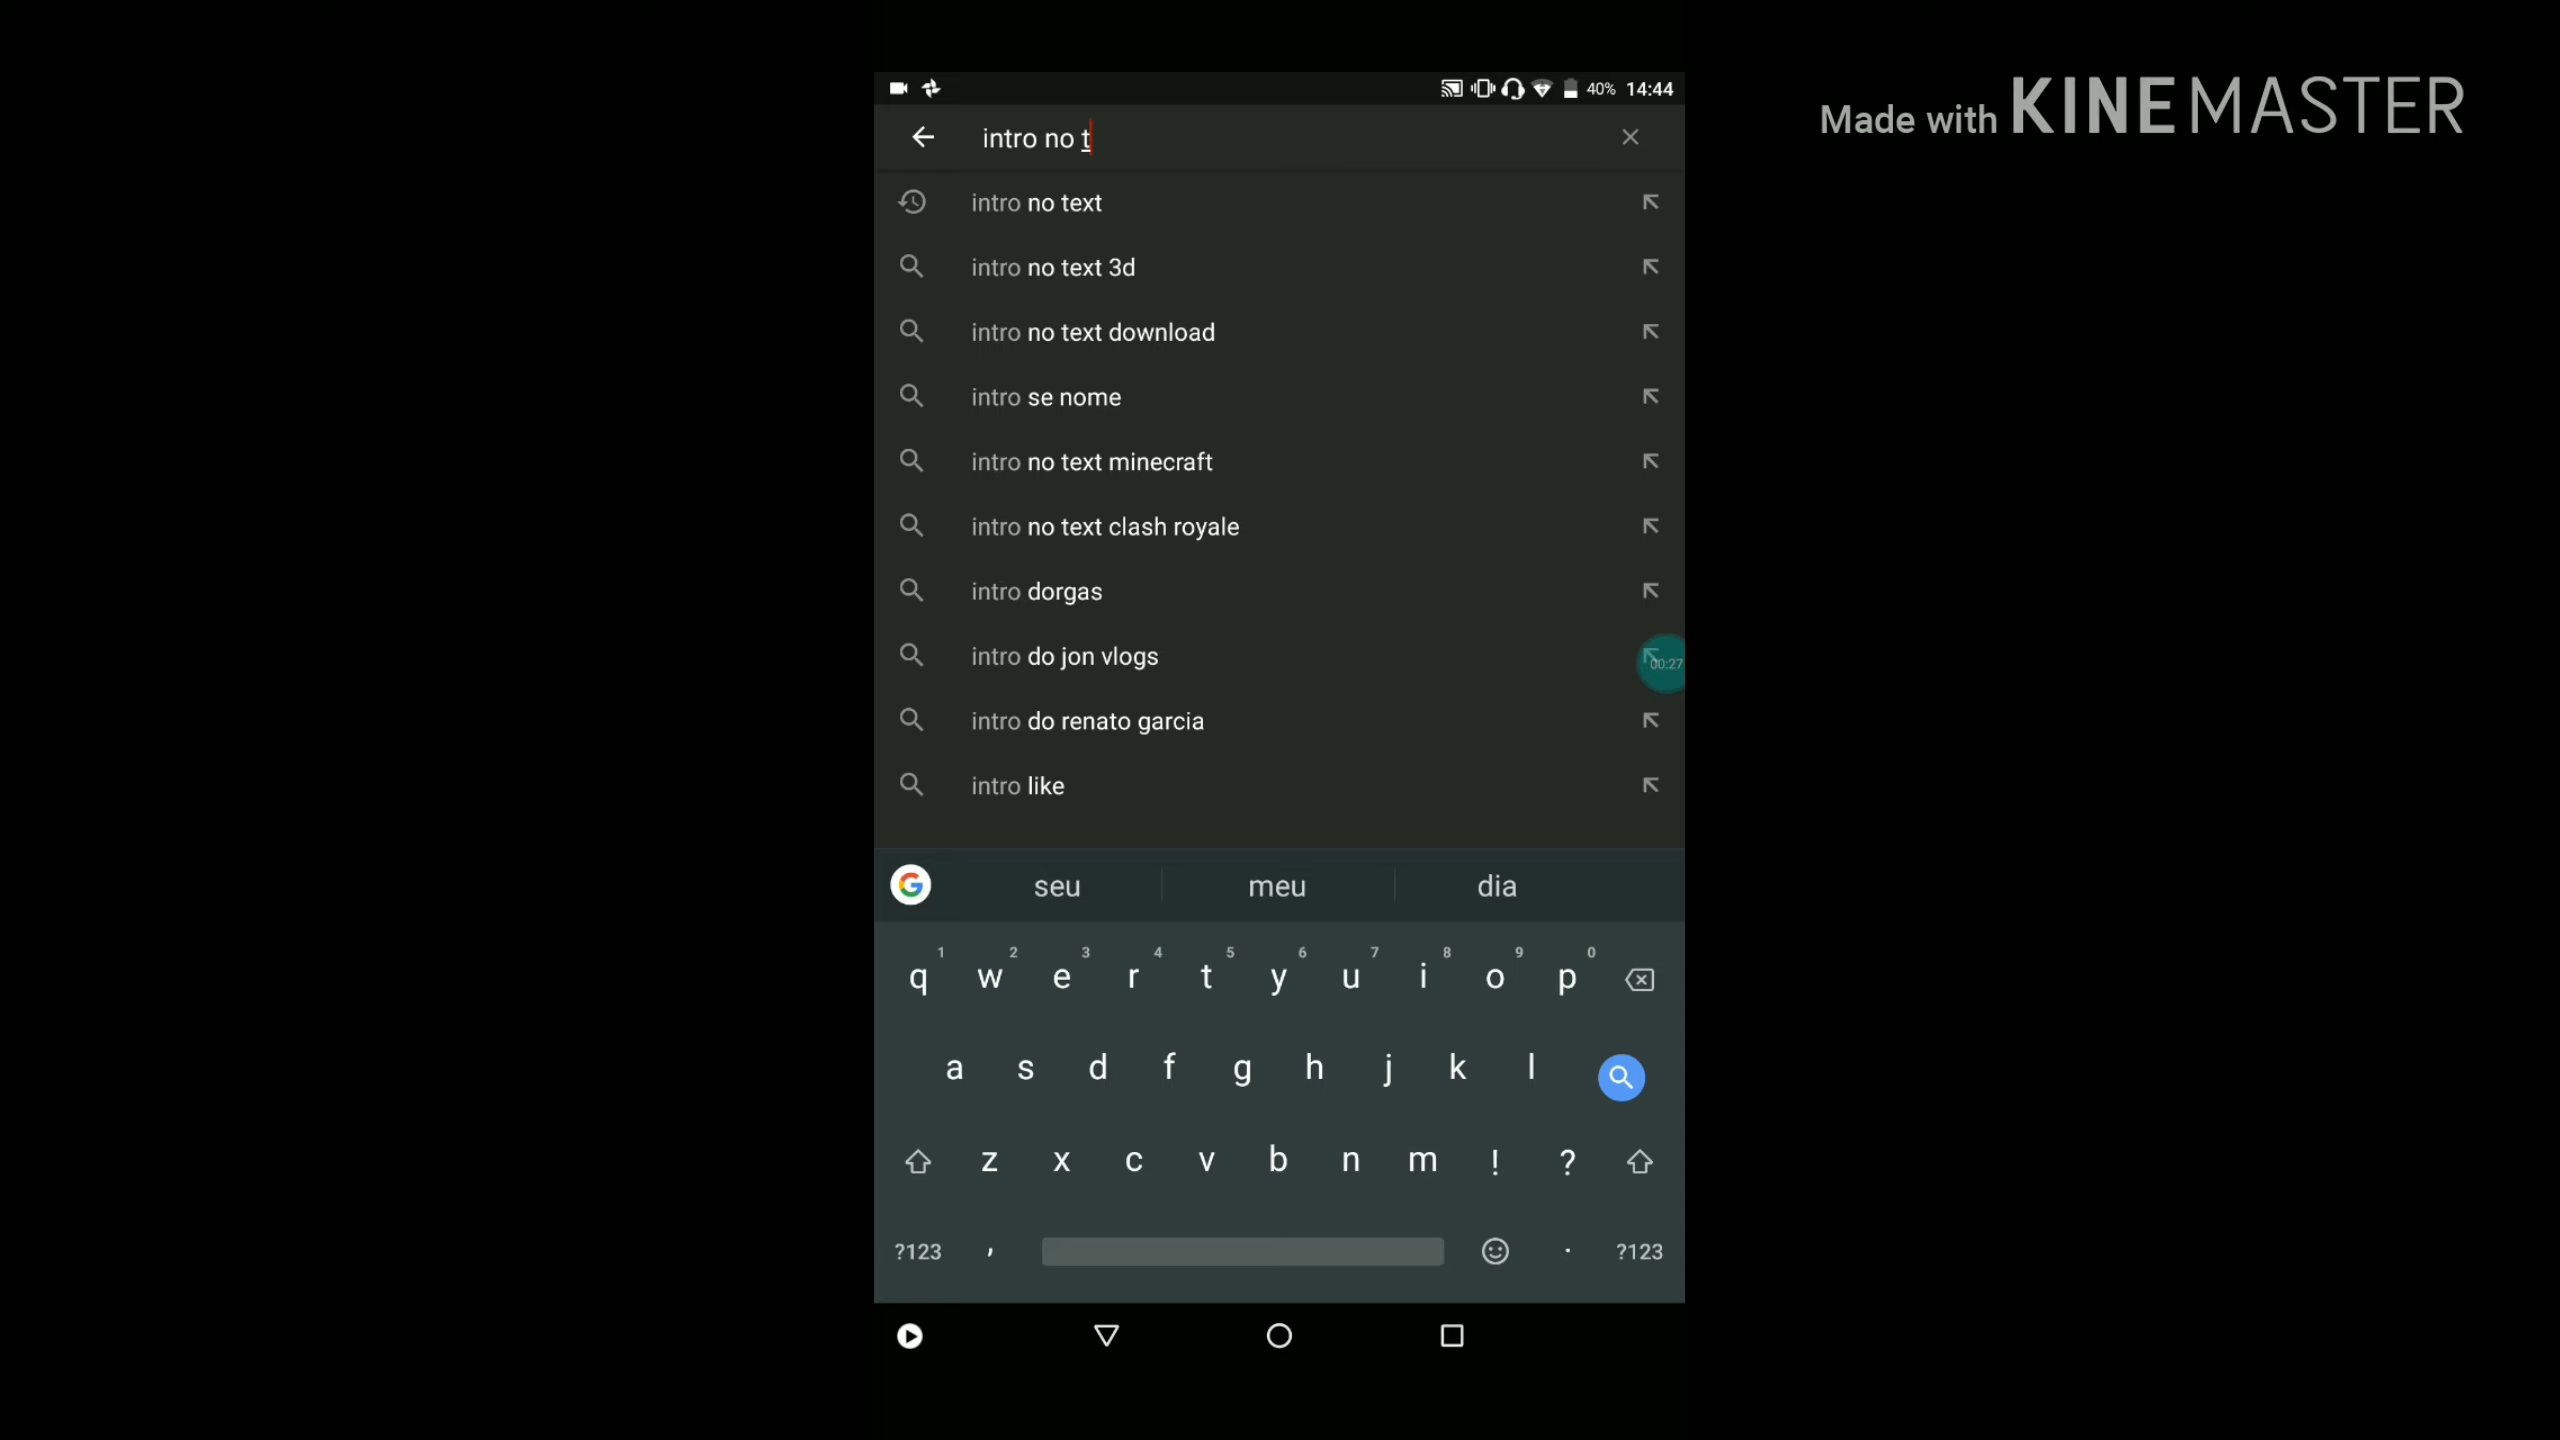 40% 14:44
Made with KINEMASTER
intro no t
intro no text
intro no text 3d
intro no text download
intro se nome
intro no text minecraft
intro no text clash royale
intro dorgas
intro do jon vlogs
00:27
intro do renato garcia
intro like
G seu meu dia
1 2 3 4 5 6 7 8 9 0
q w e r t y u i o p
a s d f g h j k l
z x c v b n m ! ?
?123 , . ?123